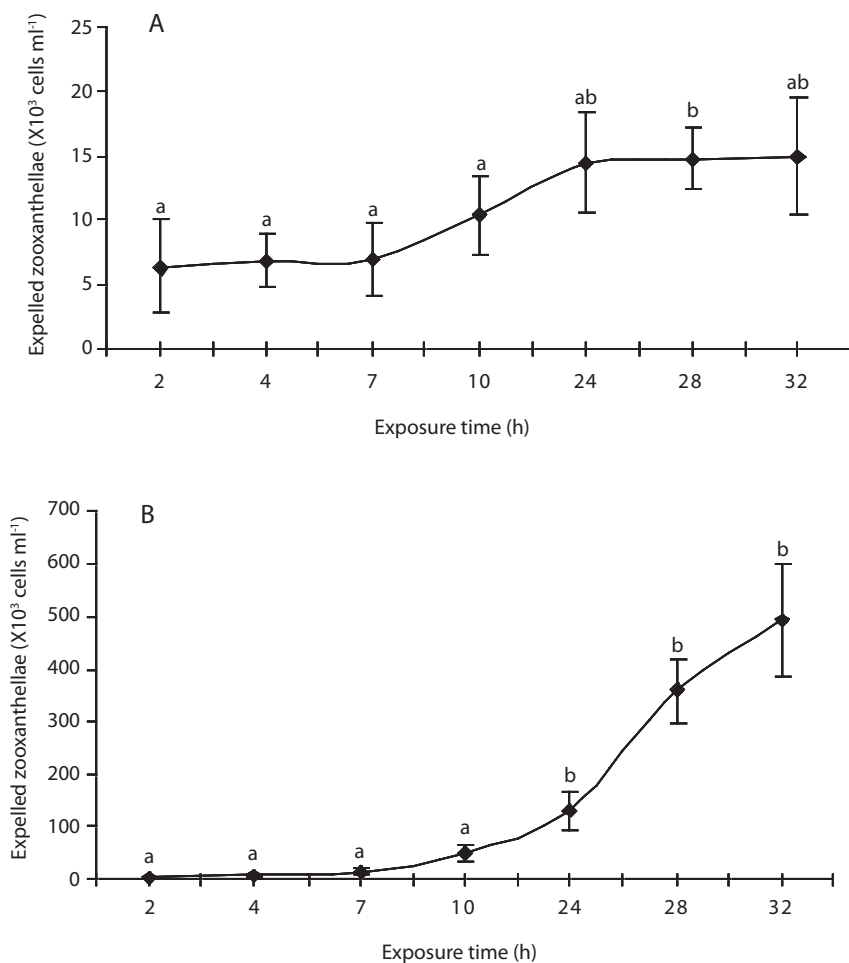 A
Expelled zooxanthellae (X10³ cells ml⁻¹)
25
20
15
10
5
0
a
a
a
a
ab
b
ab
2 4 7 10 24 28 32
Exposure time (h)
B
Expelled zooxanthellae (X10³ cells ml⁻¹)
700
600
500
400
300
200
100
0
a
a
a
a
b
b
b
2 4 7 10 24 28 32
Exposure time (h)